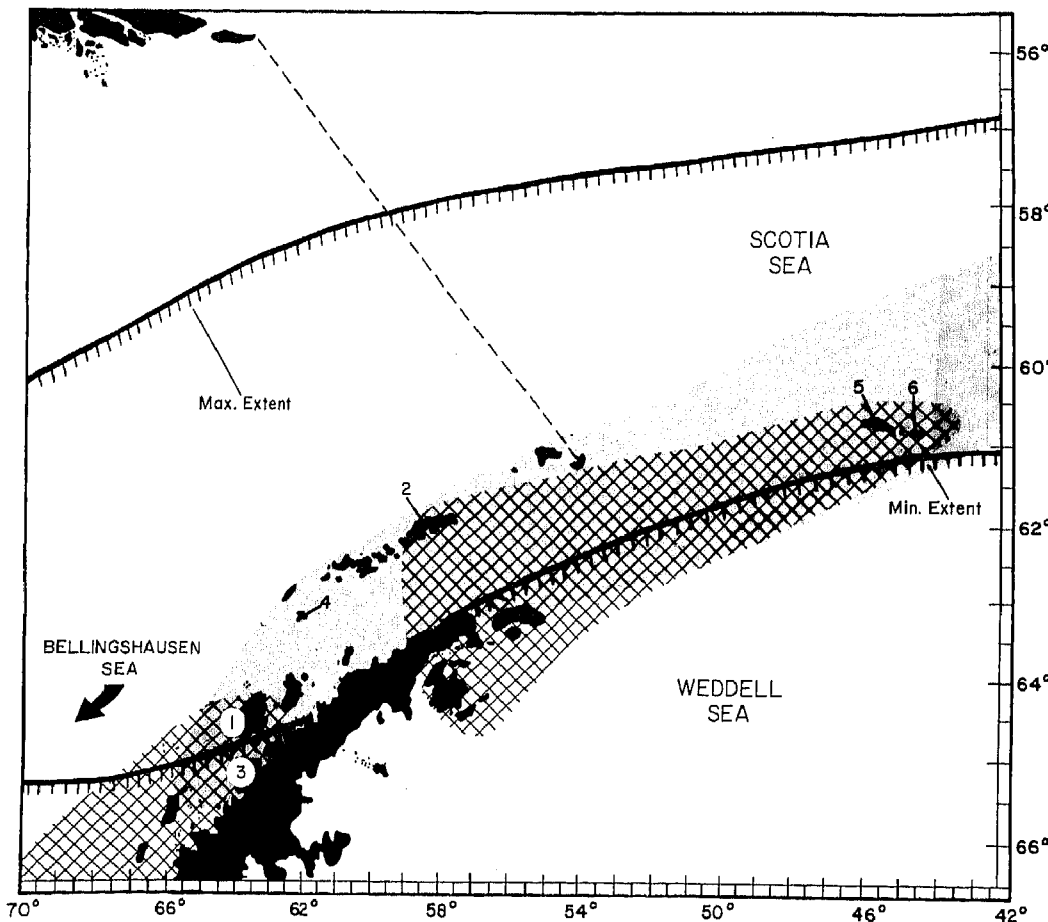 56°
58°
SCOTIA
SEA
60°
Max. Extent
5
6
2
Min. Extent
62°
4
BELLINGSHAUSEN
SEA
WEDDELL
SEA
64°
1
3
66°
70°
66°
62°
58°
54°
50°
46°
42°